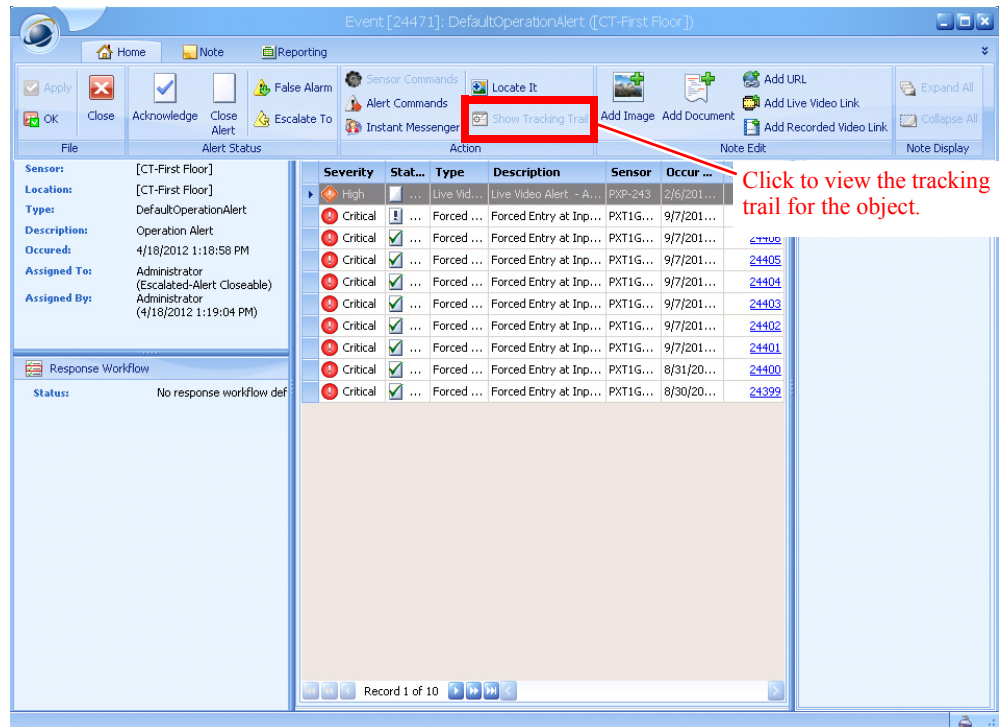 Event [24471]: DefaultOperationAlert ([CT-First Floor])
Home Note Reporting
Apply
OK
Close
File
Acknowledge
Close
Alert
False Alarm
Escalate To
Alert Status
Sensor Commands
Alert Commands
Instant Messenger
Locate It
Show Tracking Trail
Action
Add Image
Add Document
Add URL
Add Live Video Link
Add Recorded Video Link
Note Edit
Expand All
Collapse All
Note Display
Click to view the tracking
trail for the object.
Sensor: [CT-First Floor]
Location: [CT-First Floor]
Type: DefaultOperationAlert
Description: Operation Alert
Occured: 4/18/2012 1:18:58 PM
Assigned To: Administrator
(Escalated-Alert Closeable)
Assigned By: Administrator
(4/18/2012 1:19:04 PM)
Response Workflow
Status: No response workflow def
Severity Stat... Type Description Sensor Occur ...
High ... Live Vid... Live Video Alert - A... PXP-243 2/6/201...
Critical ... Forced ... Forced Entry at Inp... PXT1G... 9/7/201...
Critical ... Forced ... Forced Entry at Inp... PXT1G... 9/7/201... 24406
Critical ... Forced ... Forced Entry at Inp... PXT1G... 9/7/201... 24405
Critical ... Forced ... Forced Entry at Inp... PXT1G... 9/7/201... 24404
Critical ... Forced ... Forced Entry at Inp... PXT1G... 9/7/201... 24403
Critical ... Forced ... Forced Entry at Inp... PXT1G... 9/7/201... 24402
Critical ... Forced ... Forced Entry at Inp... PXT1G... 9/7/201... 24401
Critical ... Forced ... Forced Entry at Inp... PXT1G... 8/31/20... 24400
Critical ... Forced ... Forced Entry at Inp... PXT1G... 8/30/20... 24399
Record 1 of 10